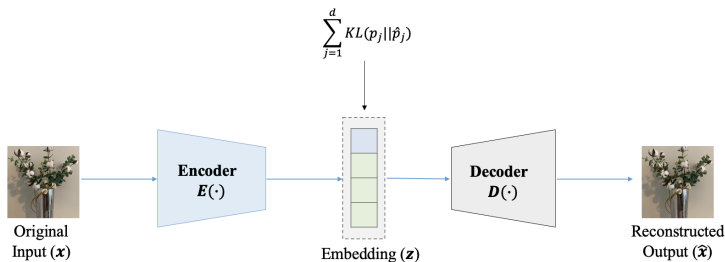 d
∑ KL(p_j||p̂_j)
j=1
Encoder
E(·)
Decoder
D(·)
Original
Input (x)
Embedding (z)
Reconstructed
Output (x̂)